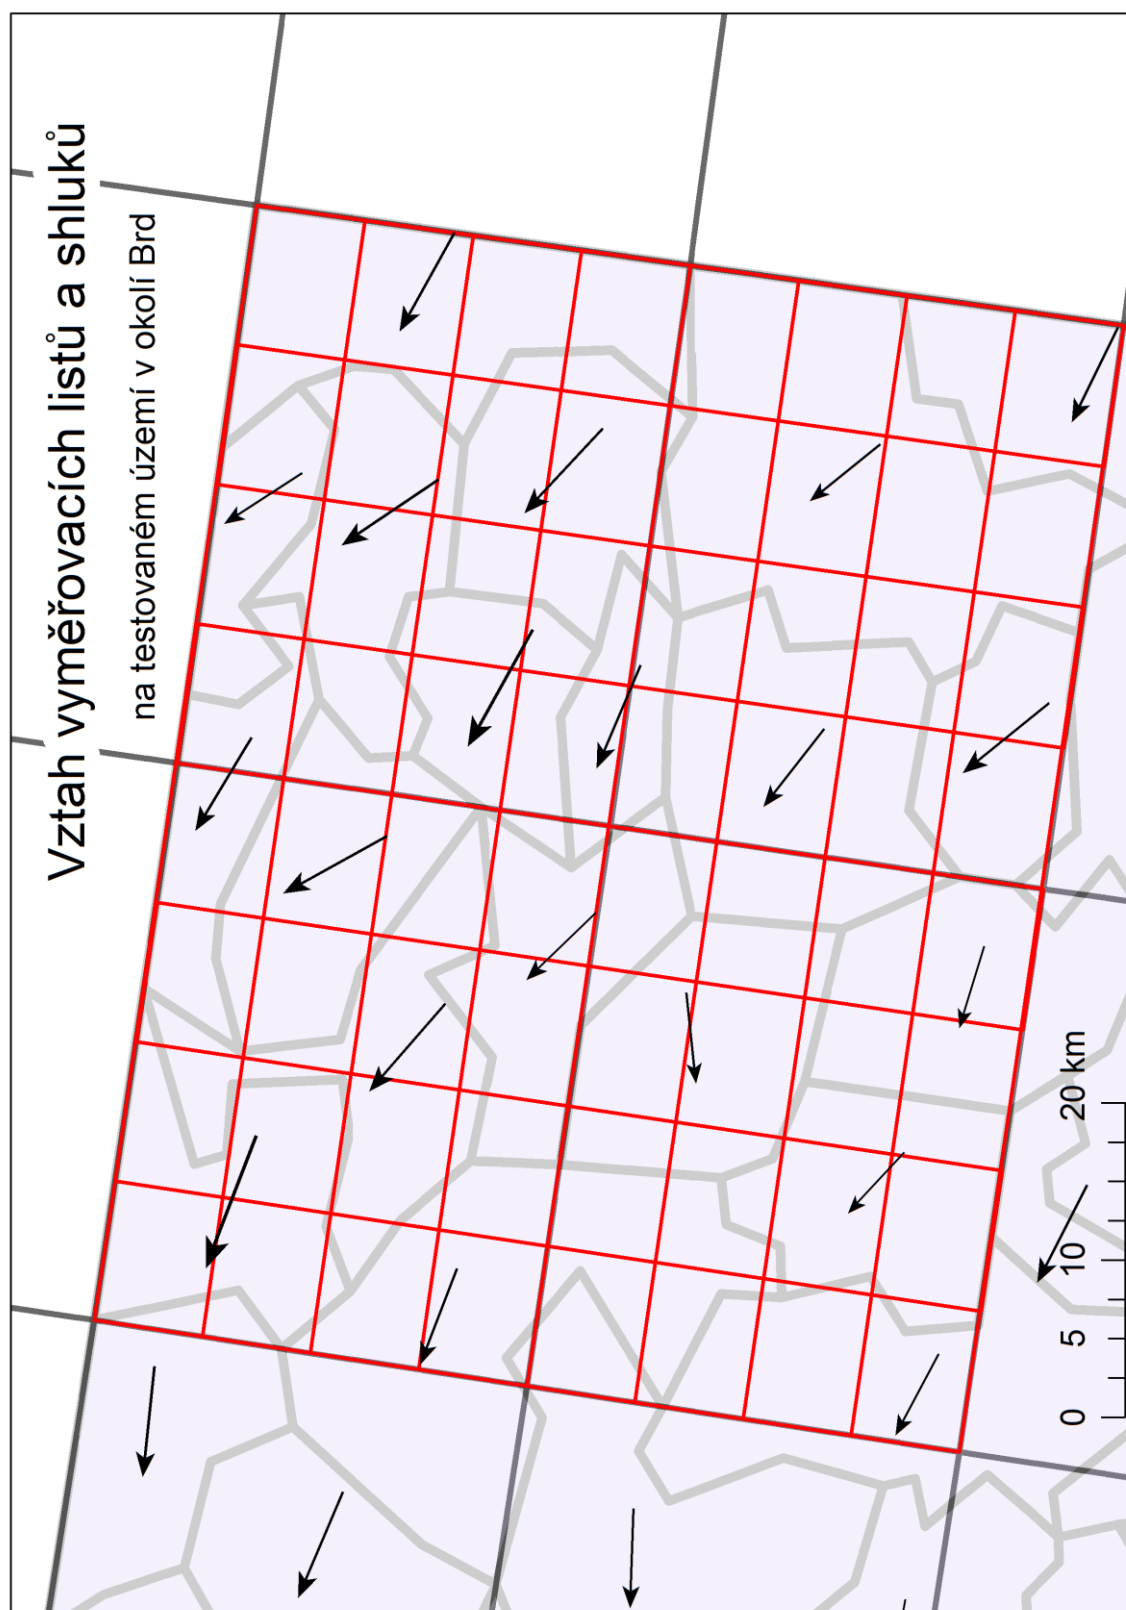 Vztah vyměřovacích listů a shluků
na testovaném území v okolí Brd
0 5 10 20 km